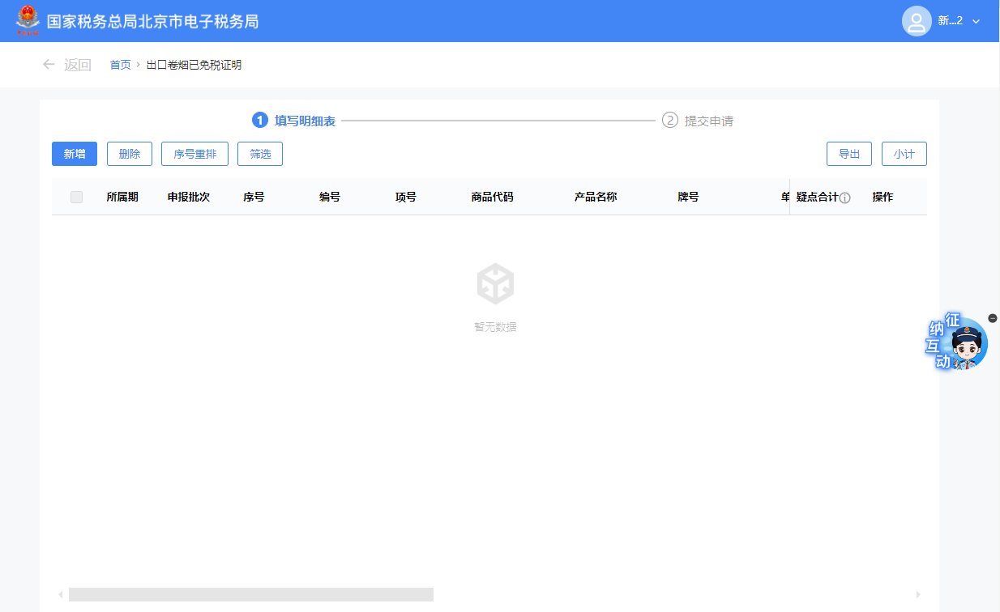 国家税务总局北京市电子税务局
新...2
返回 首页 › 出口卷烟已免税证明
1 填写明细表 2 提交申请
新增 删除 序号重排 筛选 导出 小计
所属期 申报批次 序号 编号 项号 商品代码 产品名称 牌号 单 疑点合计 操作
暂无数据
征纳互动